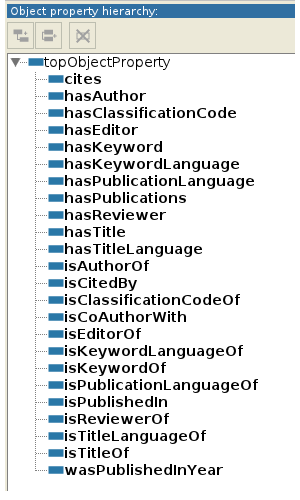 Object property hierarchy:
topObjectProperty
cites
hasAuthor
hasClassificationCode
hasEditor
hasKeyword
hasKeywordLanguage
hasPublicationLanguage
hasPublications
hasReviewer
hasTitle
hasTitleLanguage
isAuthorOf
isCitedBy
isClassificationCodeOf
isCoAuthorWith
isEditorOf
isKeywordLanguageOf
isKeywordOf
isPublicationLanguageOf
isPublishedIn
isReviewerOf
isTitleLanguageOf
isTitleOf
wasPublishedInYear